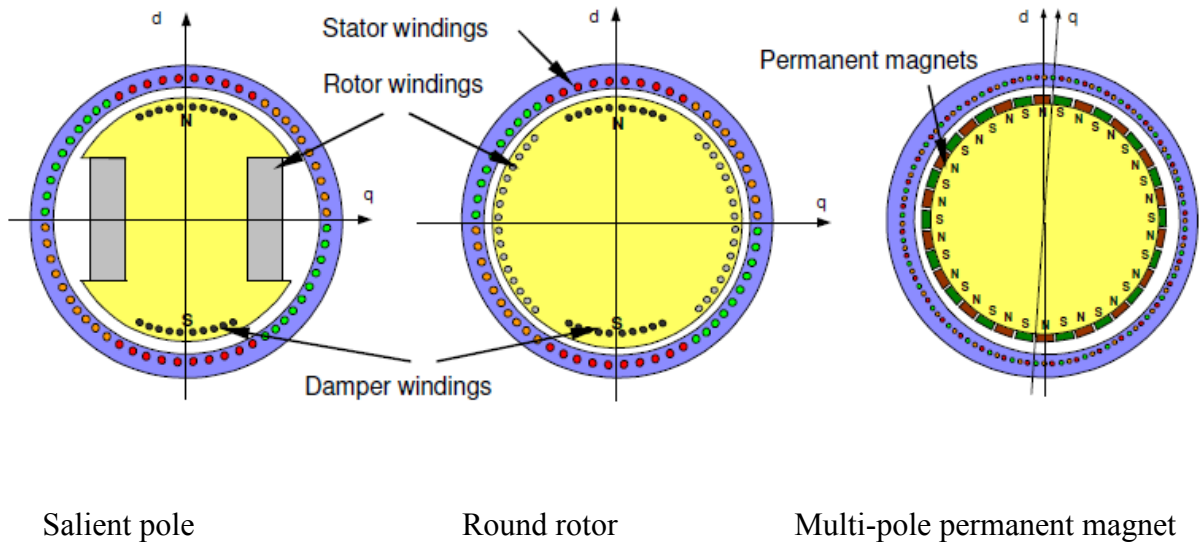 d
d
d
q
Stator windings
Rotor windings
Permanent magnets
N
N
N
S
N
S
q
q
S
S
Damper windings
Salient pole
Round rotor
Multi-pole permanent magnet